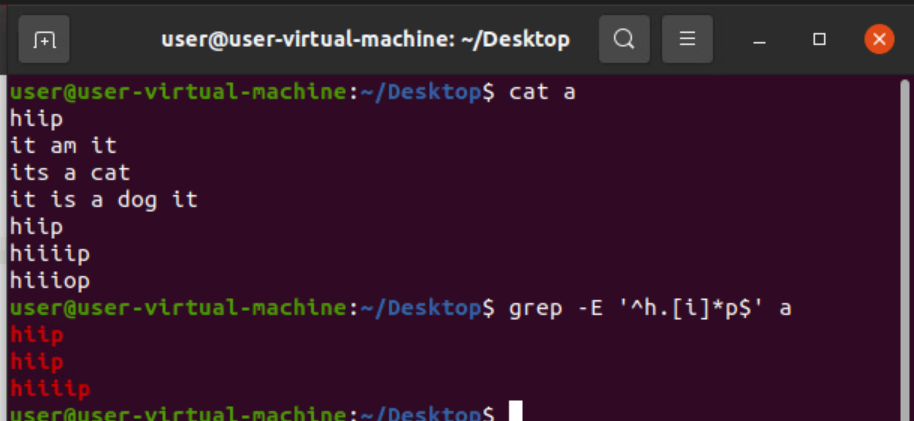 user@user-virtual-machine: ~/Desktop
user@user-virtual-machine:~/Desktop$ cat a
hiip
it am it
its a cat
it is a dog it
hiip
hiiiip
hiiiop
user@user-virtual-machine:~/Desktop$ grep -E '^h.[i]*p$' a
hiip
hiip
hiiiip
user@user-virtual-machine:~/Desktop$